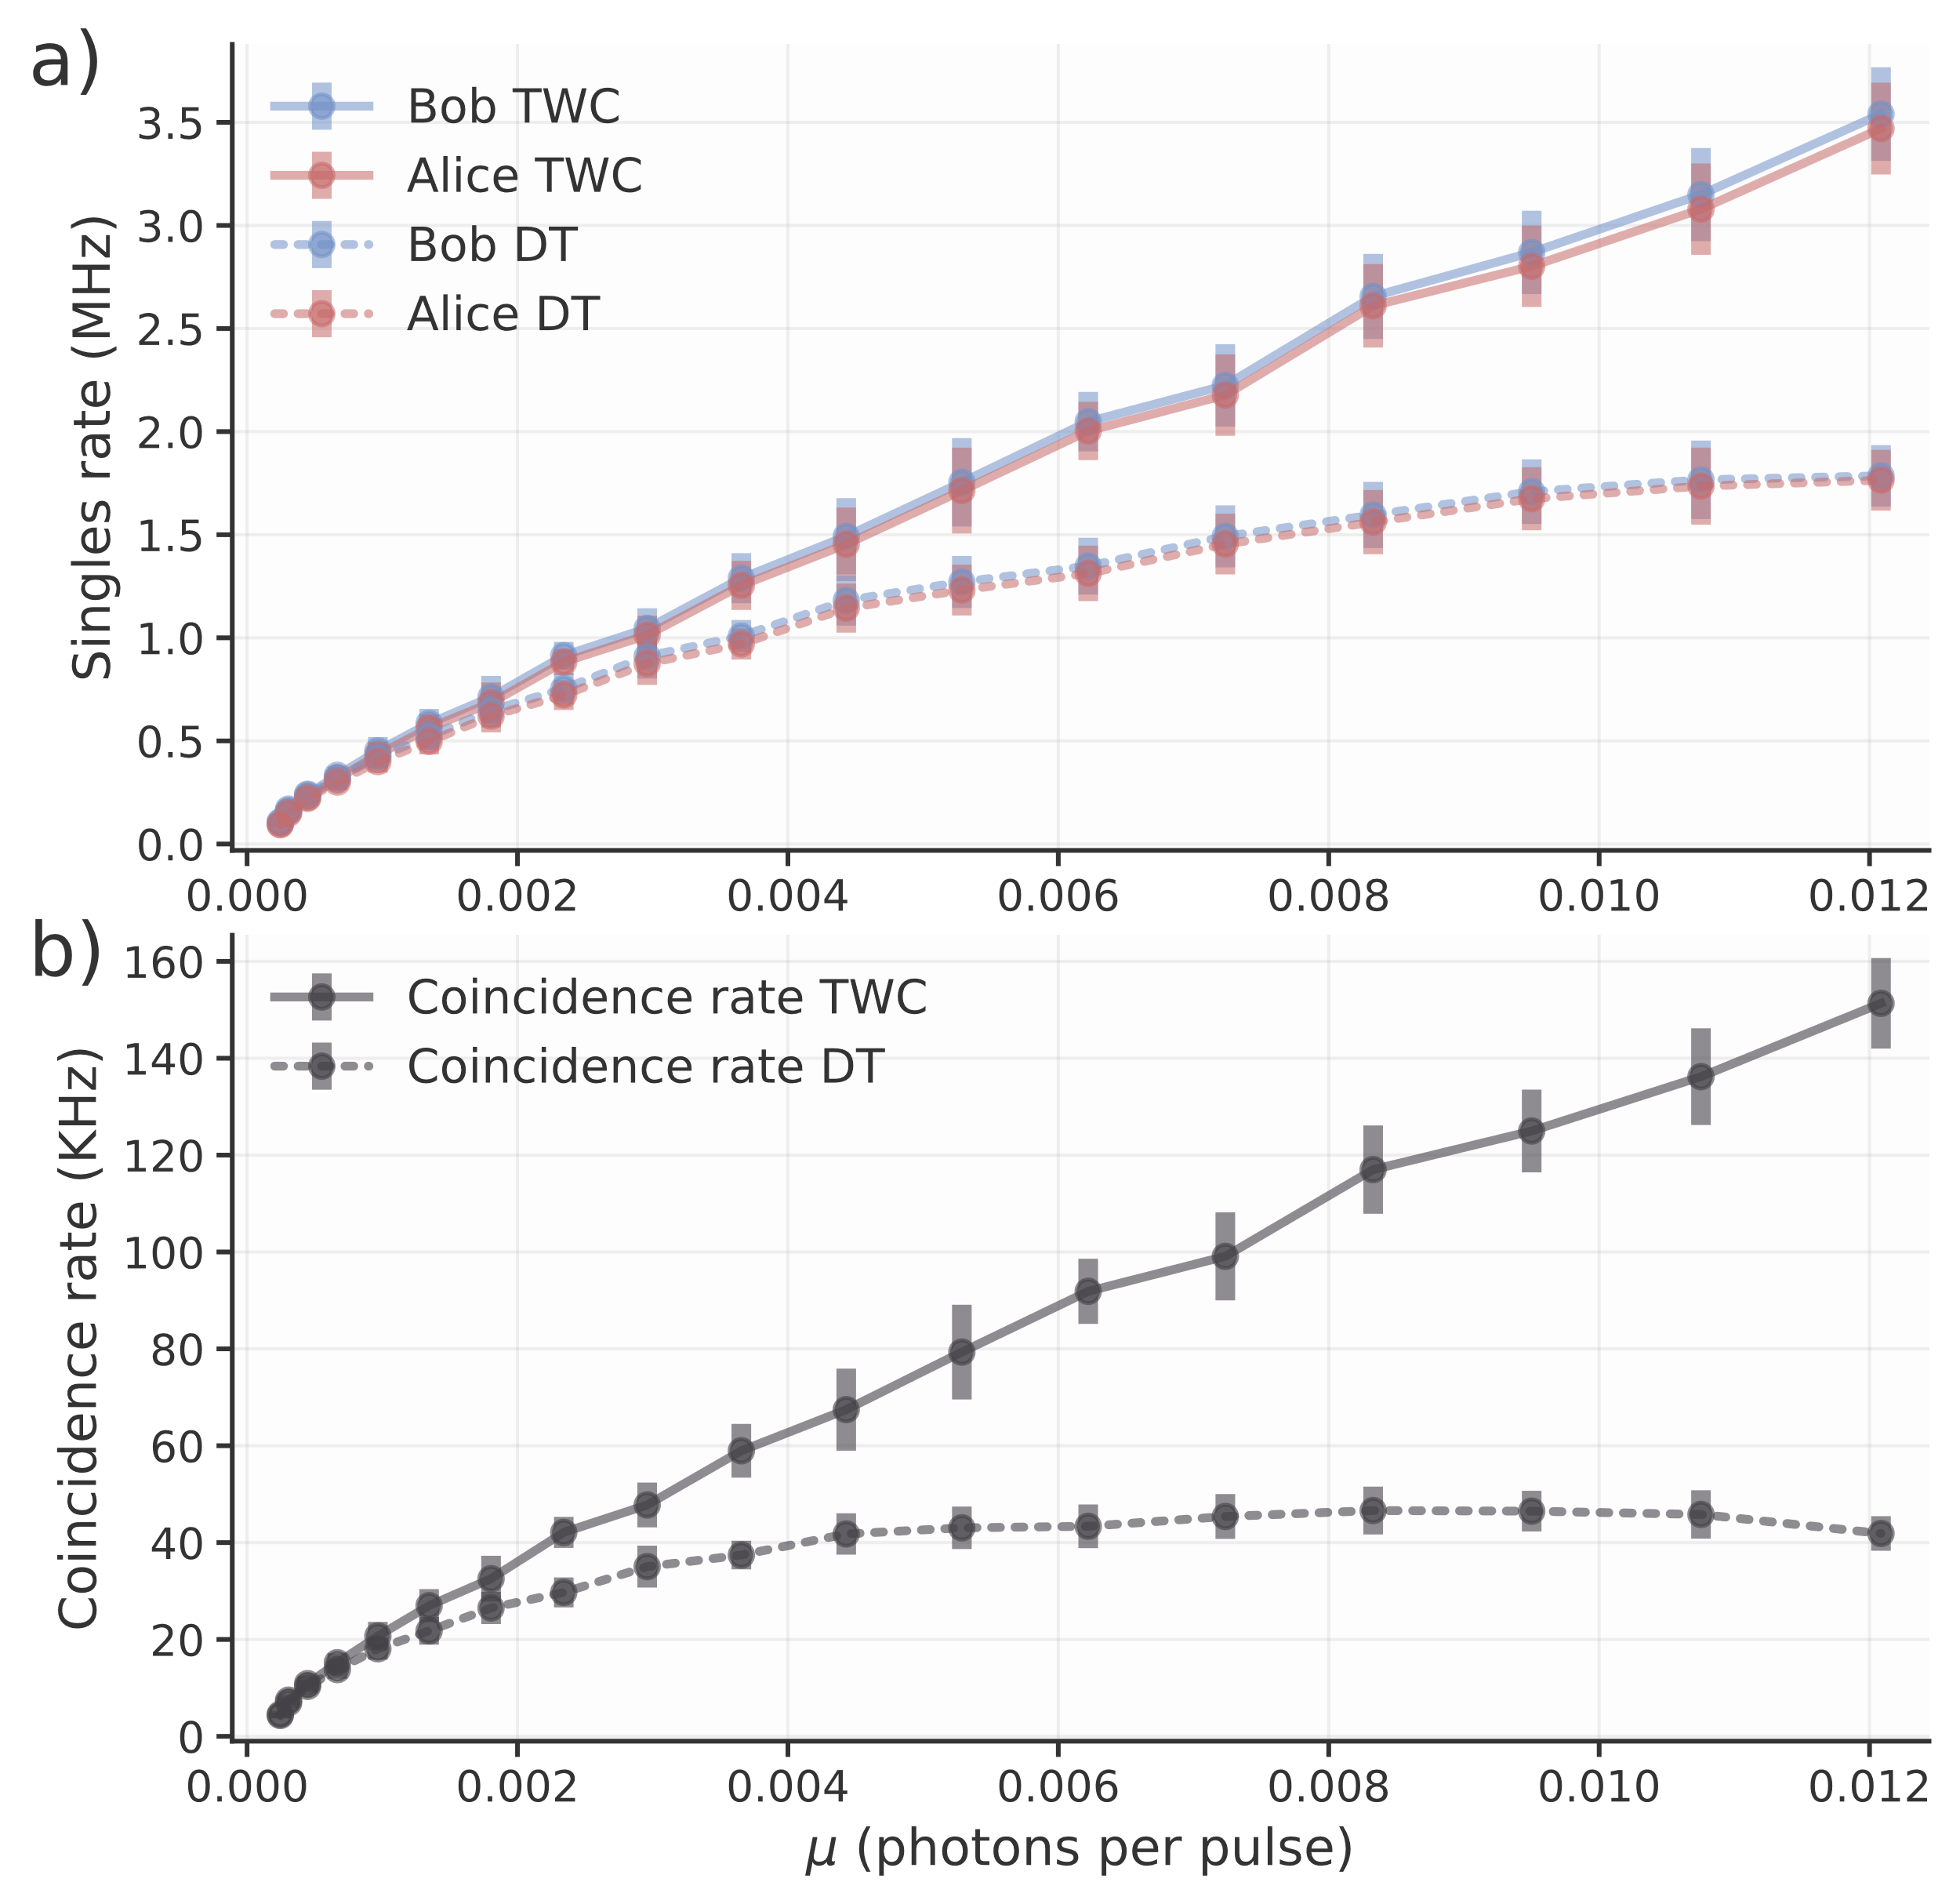 a)
Singles rate (MHz)
3.5
3.0
2.5
2.0
1.5
1.0
0.5
0.0
Bob TWC
Alice TWC
Bob DT
Alice DT
0.000 0.002 0.004 0.006 0.008 0.010 0.012
b)
Coincidence rate (KHz)
160
140
120
100
80
60
40
20
0
Coincidence rate TWC
Coincidence rate DT
0.000 0.002 0.004 0.006 0.008 0.010 0.012
μ (photons per pulse)